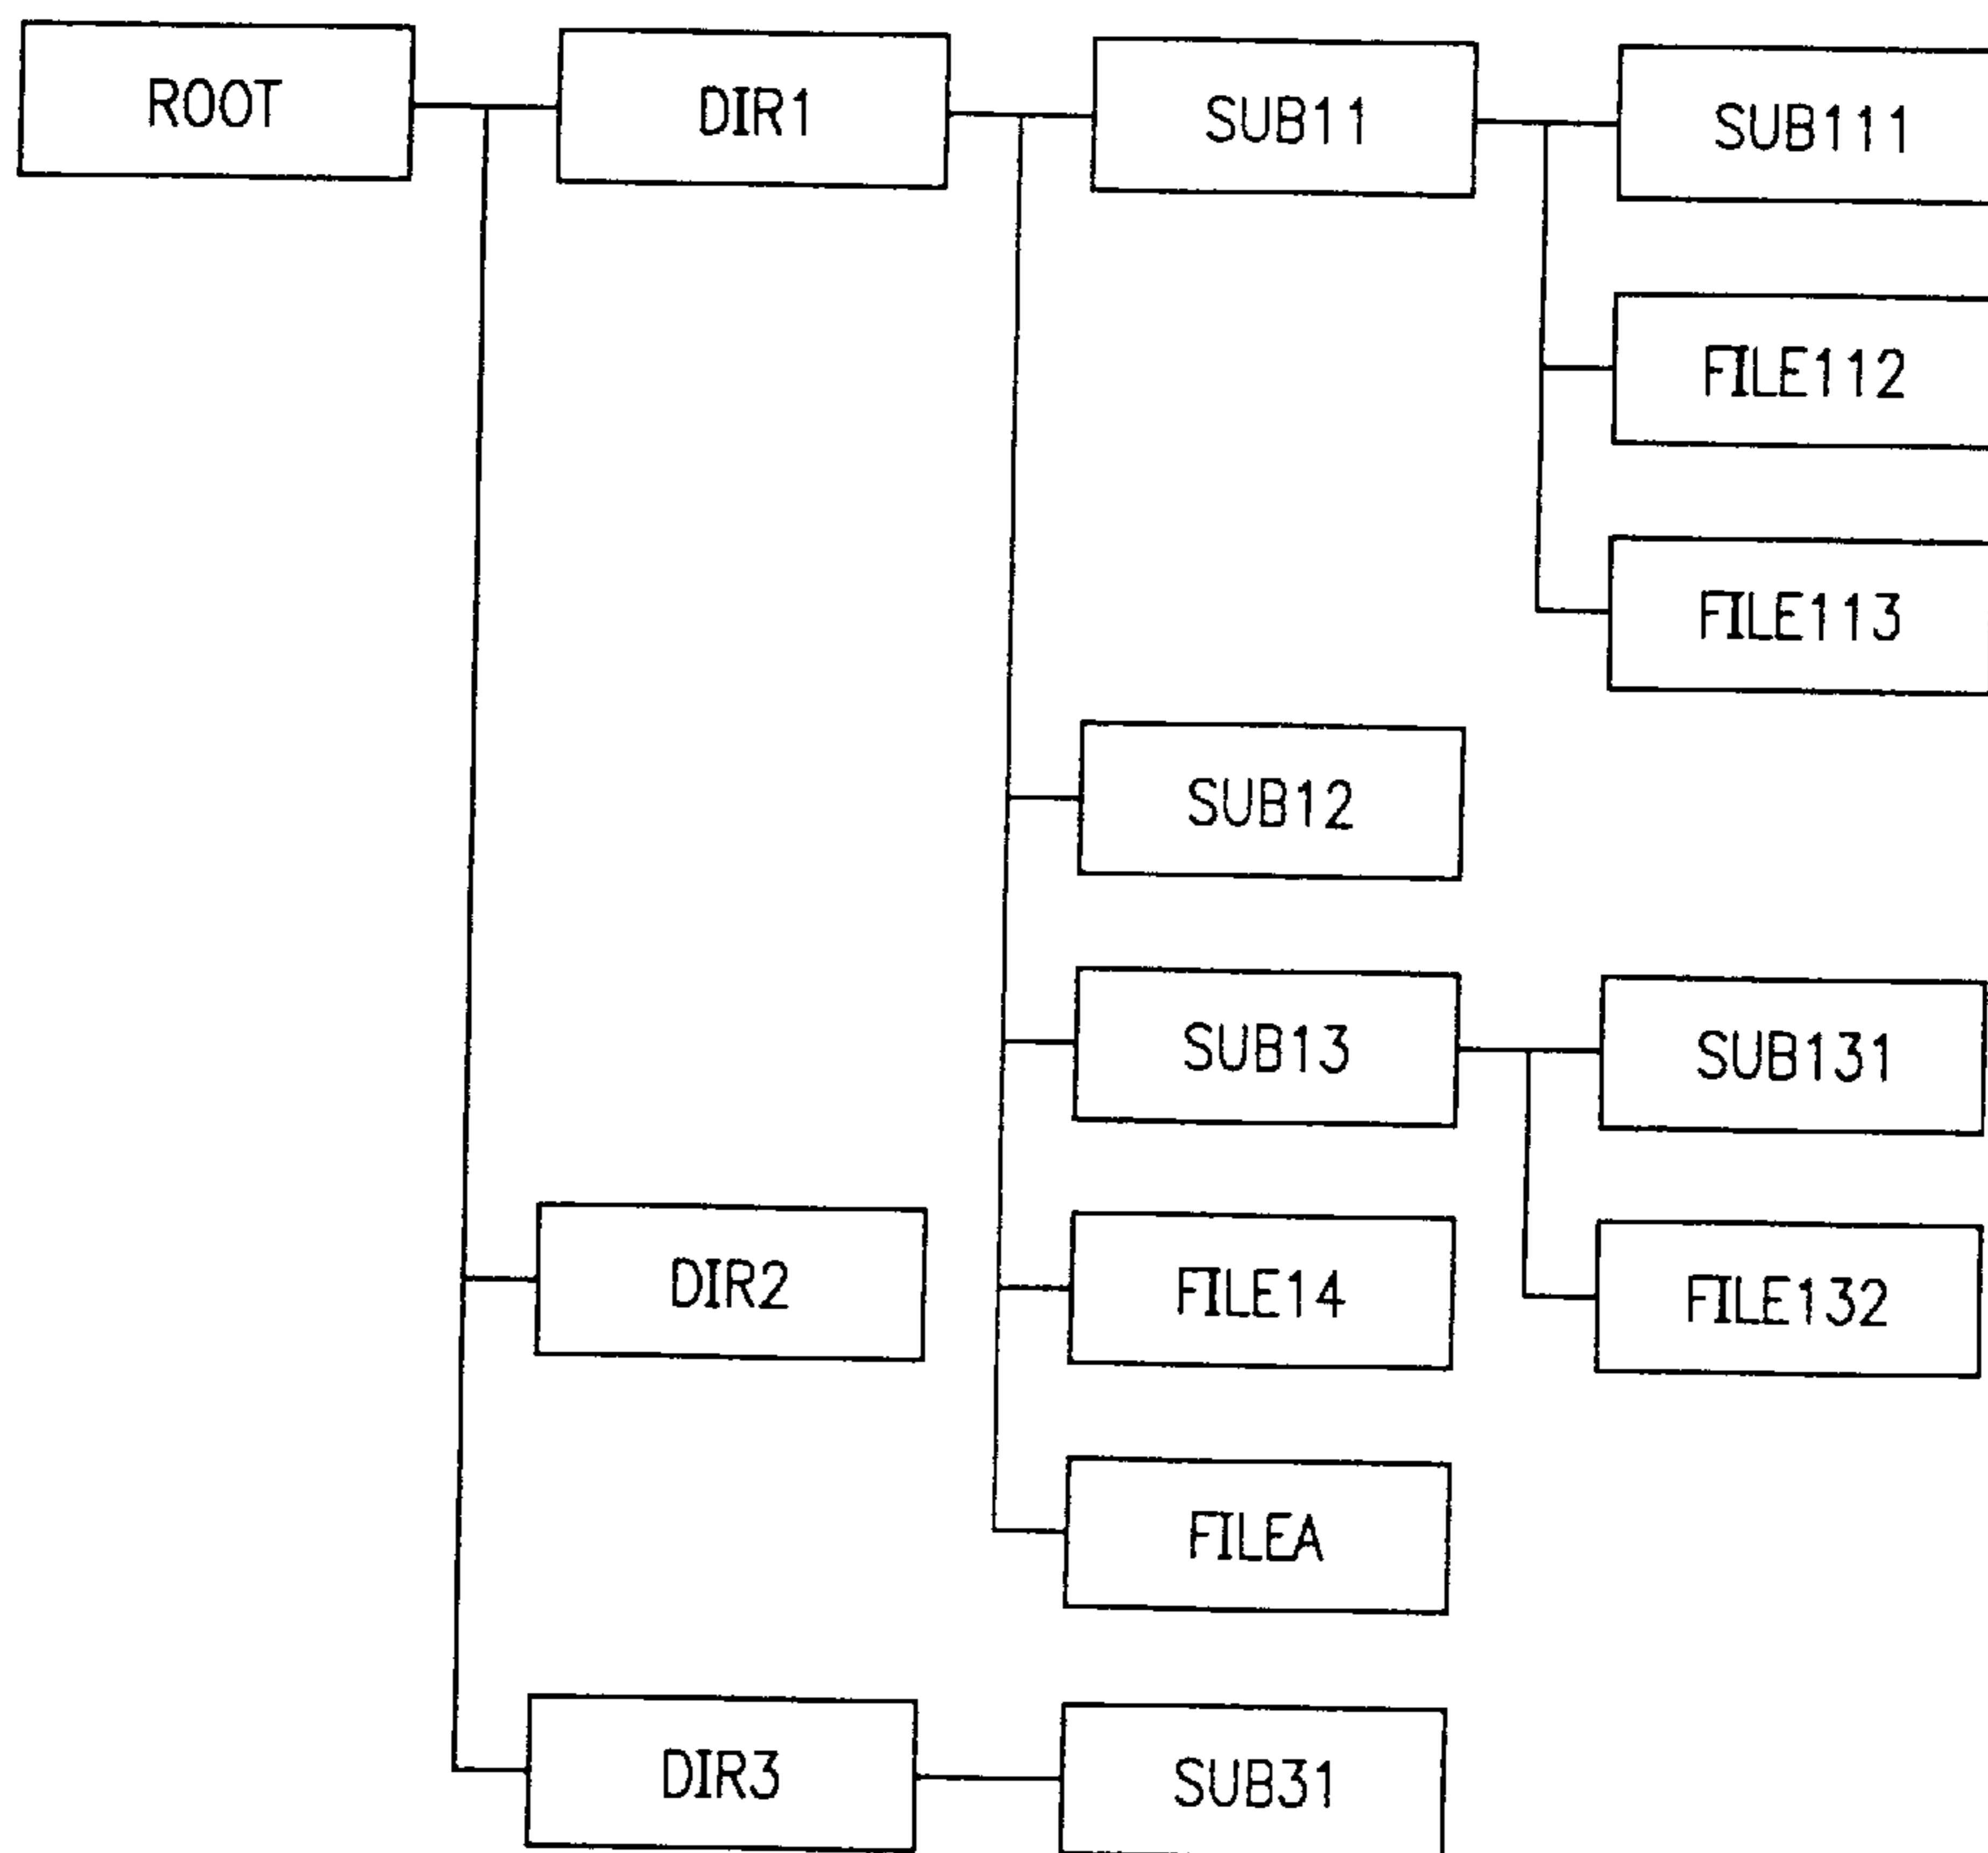 ROOT
DIR1
SUB11
SUB111
FILE112
FILE113
SUB12
SUB13
SUB131
DIR2
FILE14
FILE132
FILEA
DIR3
SUB31